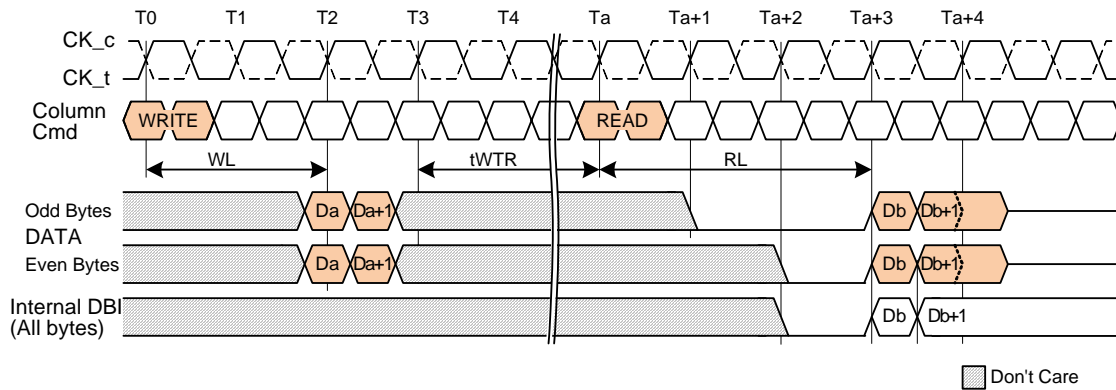 T0 T1 T2 T3 T4 Ta Ta+1 Ta+2 Ta+3 Ta+4
CK_c
CK_t
Column
Cmd
WRITE READ
WL tWTR RL
Odd Bytes Da Da+1 Db Db+1
DATA
Even Bytes Da Da+1 Db Db+1
Internal DBI
(All bytes) Db Db+1
Don't Care